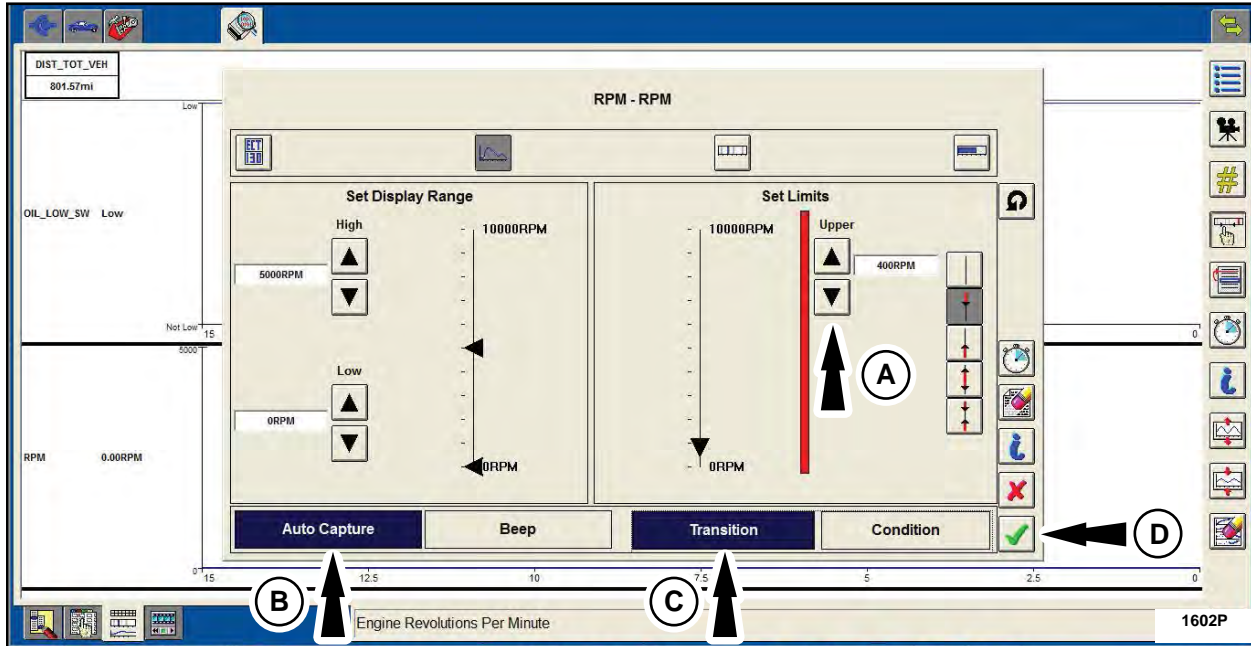 DIST_TOT_VEH
801.57mi
Low
OIL_LOW_SW Low
Not Low
15
0
5000
RPM 0.00RPM
0
15
12.5
10
7.5
5
2.5
0
RPM - RPM
ECT
130
Set Display Range
High
5000RPM
10000RPM
Low
0RPM
0RPM
Set Limits
10000RPM
Upper
400RPM
0RPM
A
Auto Capture
Beep
Transition
Condition
D
B
C
Engine Revolutions Per Minute
1602P